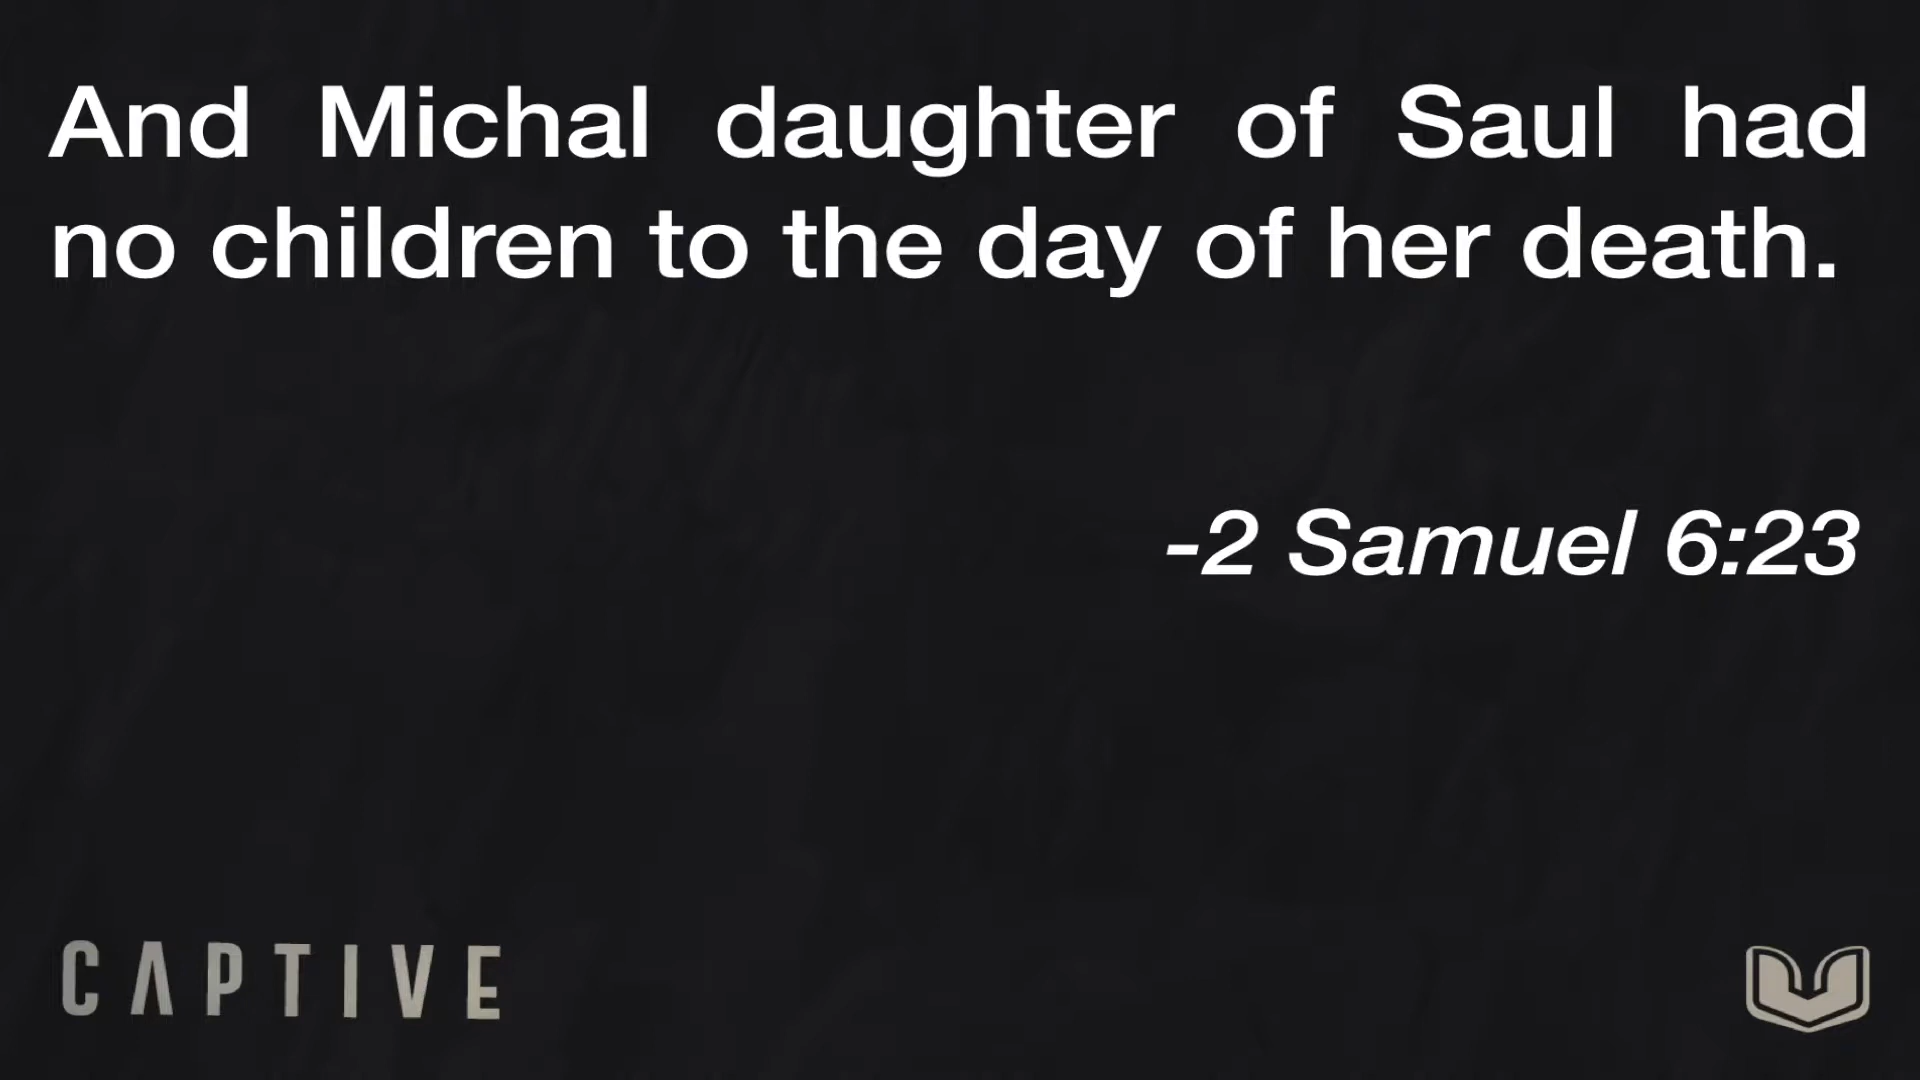 And Michal daughter of Saul had
no children to the day of her death.
-2 Samuel 6:23
CAPTIVE